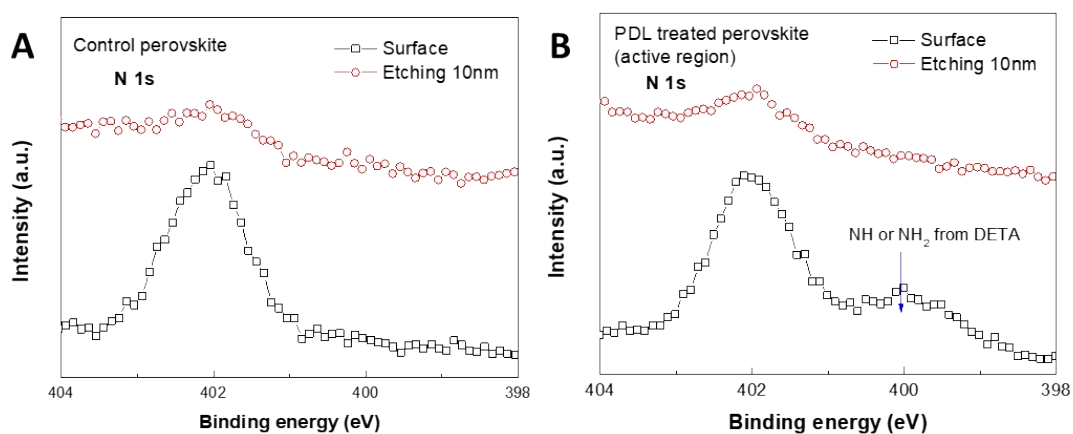 A
Control perovskite
N 1s
Surface
Etching 10nm
Intensity (a.u.)
404 402 400 398
Binding energy (eV)
B
PDL treated perovskite
(active region)
N 1s
Surface
Etching 10nm
NH or NH₂ from DETA
Intensity (a.u.)
404 402 400 398
Binding energy (eV)